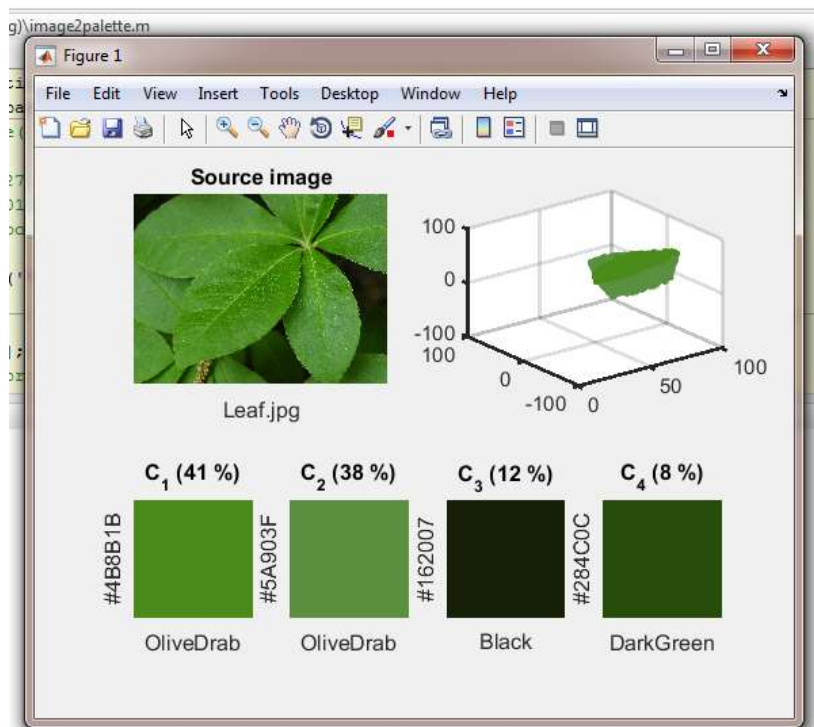 g)\image2palette.m
Figure 1
File Edit View Insert Tools Desktop Window Help
Source image
Leaf.jpg
100
0
-100
100
0
-100
0
50
100
C1 (41 %)
C2 (38 %)
C3 (12 %)
C4 (8 %)
#4B8B1B
#5A903F
#162007
#284C0C
OliveDrab
OliveDrab
Black
DarkGreen